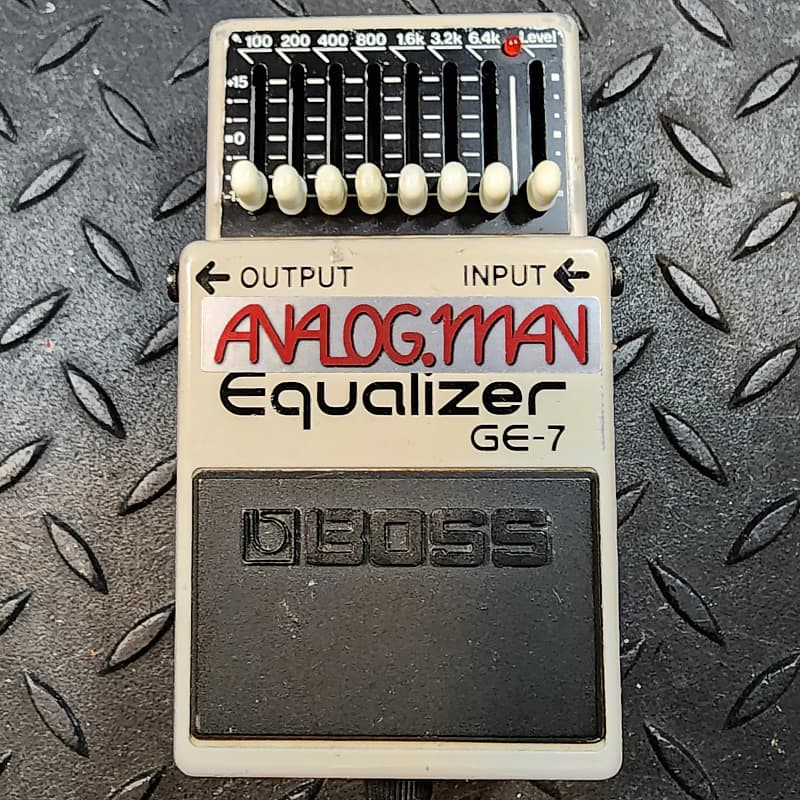 100 200 400 800 1.6k 3.2k 6.4k Level
+15
0
OUTPUT INPUT
ANALOG.MAN
Equalizer
GE-7
BOSS